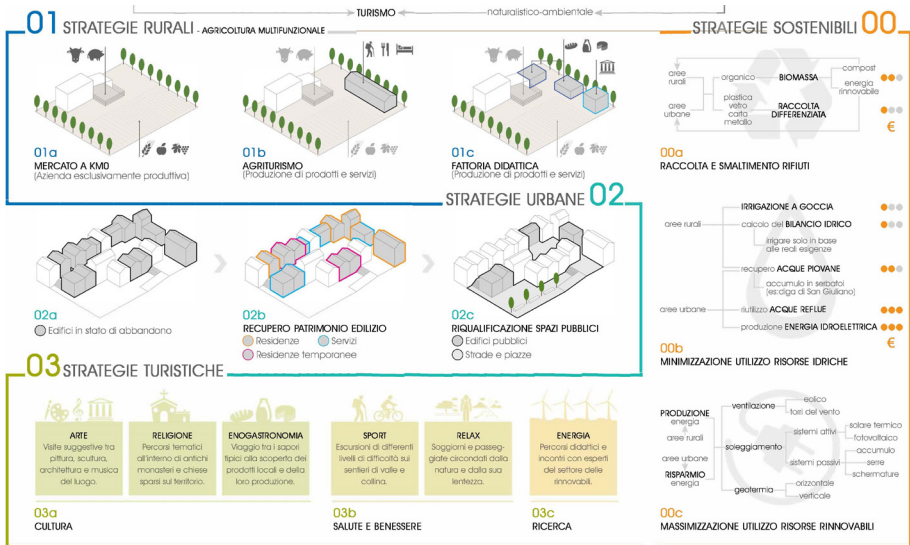 TURISMO
naturalistico-ambientale
01 STRATEGIE RURALI - AGRICOLTURA MULTIFUNZIONALE
01a
MERCATO A KM0
(Azienda esclusivamente produttiva)
01b
AGRITURISMO
(Produzione di prodotti e servizi)
01c
FATTORIA DIDATTICA
(Produzione di prodotti e servizi)
STRATEGIE URBANE 02
02a
Edifici in stato di abbandono
02b
RECUPERO PATRIMONIO EDILIZIO
Residenze
Servizi
Residenze temporanee
02c
RIQUALIFICAZIONE SPAZI PUBBLICI
Edifici pubblici
Strade e piazze
03 STRATEGIE TURISTICHE
ARTE
Visite suggestive tra
pittura, scultura,
architettura e musica
del luogo.
RELIGIONE
Percorsi tematici
all'interno di antichi
monasteri e chiese
sparsi sul territorio.
ENOGASTRONOMIA
Viaggio tra i sapori
tipici alla scoperta dei
prodotti locali e della
loro produzione.
SPORT
Escursioni di differenti
livelli di difficoltà sui
sentieri di valle e
collina.
RELAX
Soggiorni e passeg-
giate circondati dalla
natura e dalla sua
lentezza.
ENERGIA
Percorsi didattici e
incontri con esperti
del settore delle
rinnovabili.
03a
CULTURA
03b
SALUTE E BENESSERE
03c
RICERCA
STRATEGIE SOSTENIBILI 00
aree
rurali
aree
urbane
organico
plastica
vetro
carta
metallo
BIOMASSA
RACCOLTA
DIFFERENZIATA
compost
energia
rinnovabile
€
00a
RACCOLTA E SMALTIMENTO RIFIUTI
aree rurali
IRRIGAZIONE A GOCCIA
calcolo del BILANCIO IDRICO
irrigare solo in base
alle reali esigenze
recupero ACQUE PIOVANE
accumulo in serbatoi
(es:diga di San Giuliano)
aree urbane
riutilizzo ACQUE REFLUE
produzione ENERGIA IDROELETTRICA
€
00b
MINIMIZZAZIONE UTILIZZO RISORSE IDRICHE
PRODUZIONE
energia
aree rurali
aree urbane
RISPARMIO
energia
ventilazione
eolico
torri del vento
soleggiamento
sistemi attivi
solare termico
fotovoltaico
sistemi passivi
accumulo
serre
schermature
geotermia
orizzontale
verticale
00c
MASSIMIZZAZIONE UTILIZZO RISORSE RINNOVABILI